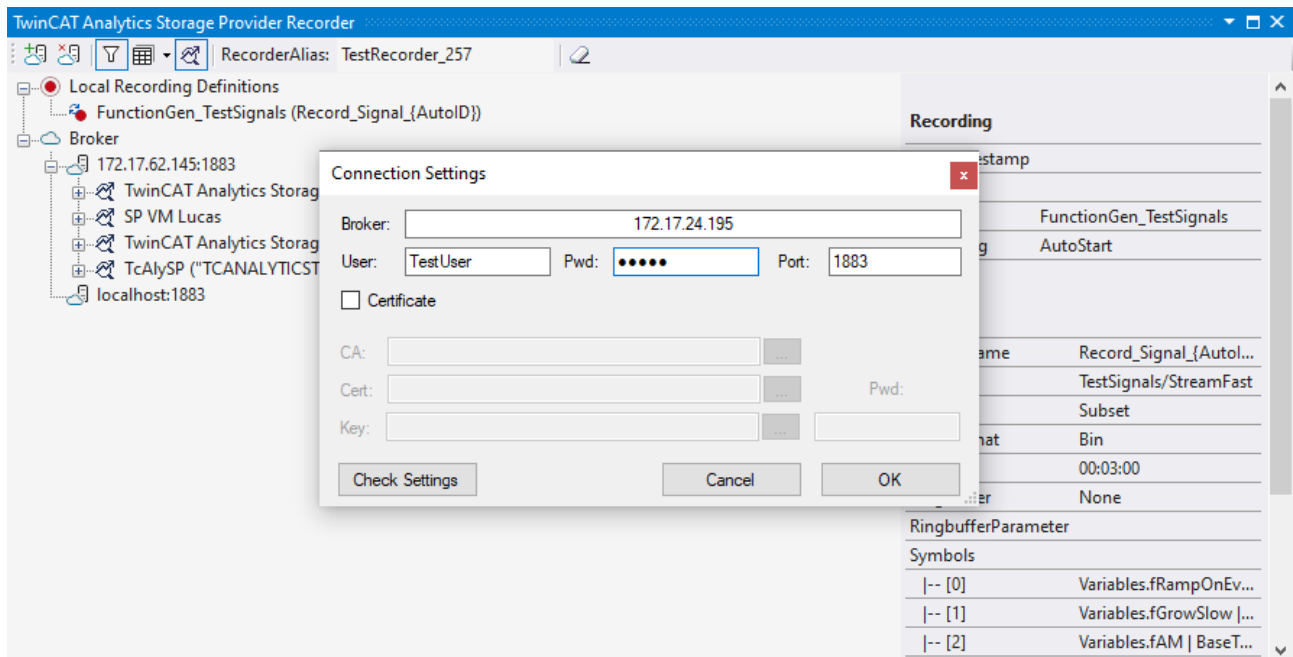 TwinCAT Analytics Storage Provider Recorder
RecorderAlias: TestRecorder_257
Local Recording Definitions
FunctionGen_TestSignals (Record_Signal_{AutoID})
Broker
172.17.62.145:1883
TwinCAT Analytics Storag
SP VM Lucas
TwinCAT Analytics Storag
TcAlySP ("TCANALYTICST
localhost:1883
Connection Settings
x
Broker: 172.17.24.195
User: TestUser Pwd: ●●●●● Port: 1883
Certificate
CA: ...
Cert: ... Pwd:
Key: ...
Check Settings Cancel OK
Recording
estamp
FunctionGen_TestSignals
g AutoStart
ame Record_Signal_{AutoI...
TestSignals/StreamFast
Subset
nat Bin
00:03:00
er None
RingbufferParameter
Symbols
|-- [0] Variables.fRampOnEv...
|-- [1] Variables.fGrowSlow |...
|-- [2] Variables.fAM | BaseT...